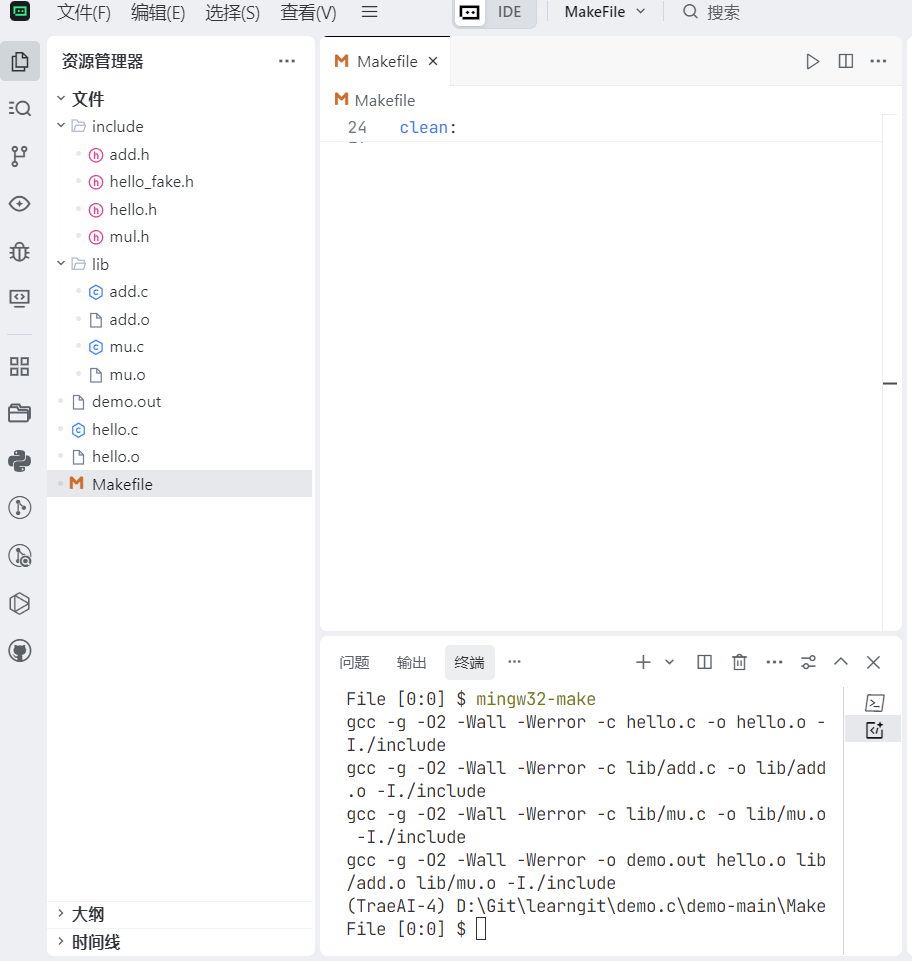 文件(F) 编辑(E) 选择(S) 查看(V) IDE MakeFile 搜索
资源管理器
文件
include
add.h
hello_fake.h
hello.h
mul.h
lib
add.c
add.o
mu.c
mu.o
demo.out
hello.c
hello.o
Makefile
大纲
时间线
Makefile
Makefile
24 clean:
问题 输出 终端
File [0:0] $ mingw32-make
gcc -g -O2 -Wall -Werror -c hello.c -o hello.o -
I./include
gcc -g -O2 -Wall -Werror -c lib/add.c -o lib/add
.o -I./include
gcc -g -O2 -Wall -Werror -c lib/mu.c -o lib/mu.o
 -I./include
gcc -g -O2 -Wall -Werror -o demo.out hello.o lib
/add.o lib/mu.o -I./include
(TraeAI-4) D:\Git\learngit\demo.c\demo-main\Make
File [0:0] $